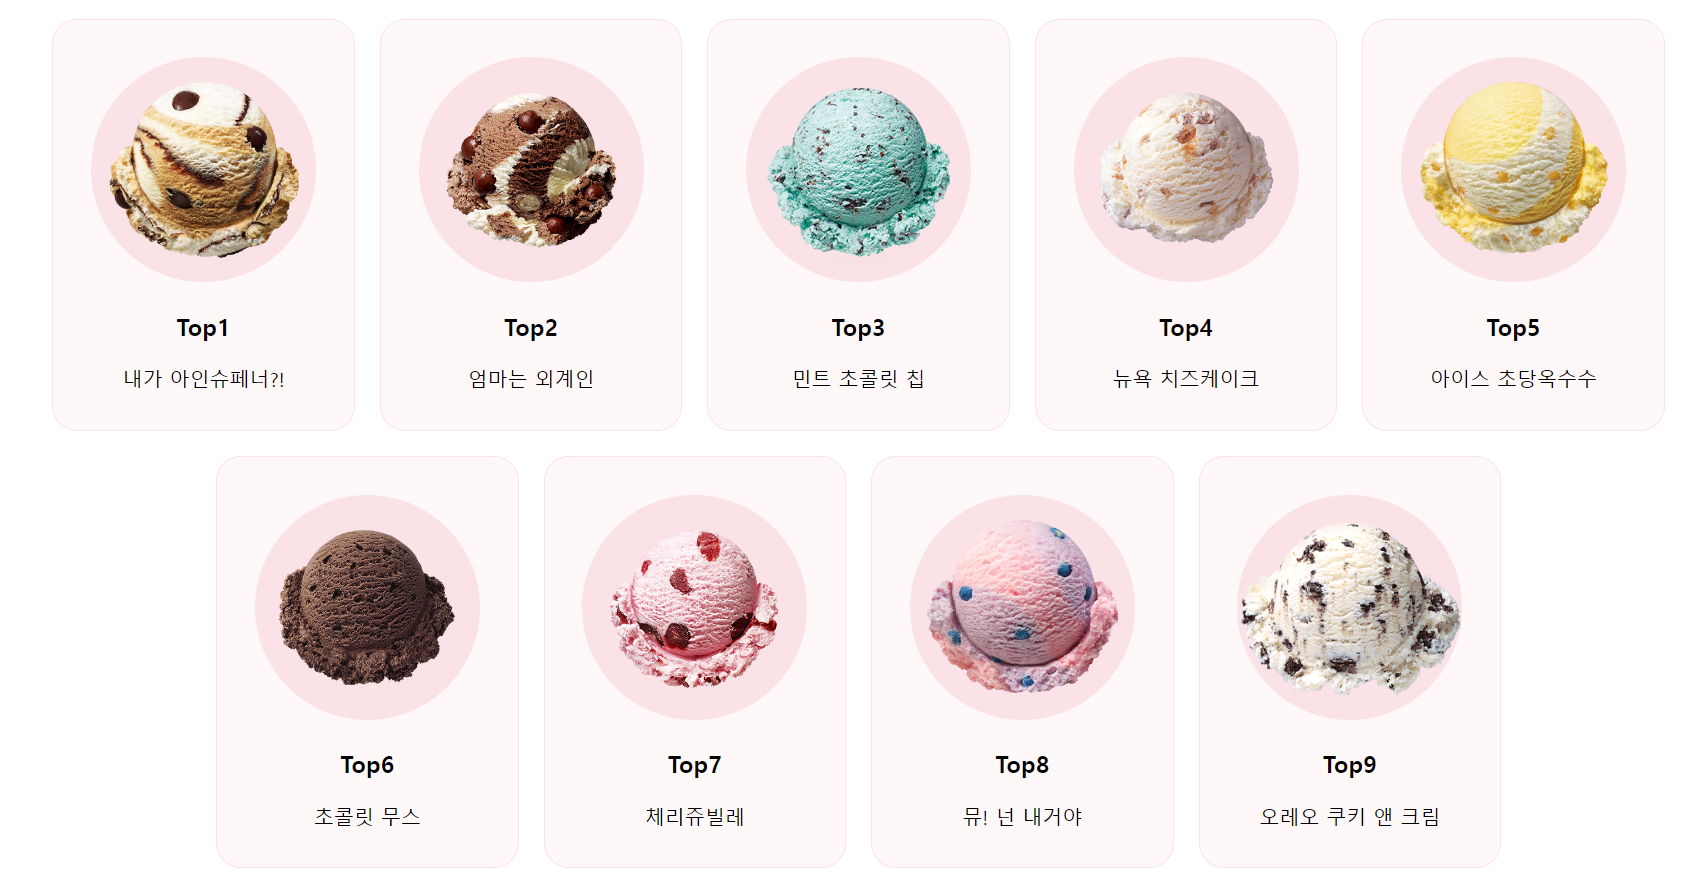 Top1
내가 아인슈페너?!
Top2
엄마는 외계인
Top3
민트 초콜릿 칩
Top4
뉴욕 치즈케이크
Top5
아이스 초당옥수수
Top6
초콜릿 무스
Top7
체리쥬빌레
Top8
뮤! 넌 내거야
Top9
오레오 쿠키 앤 크림